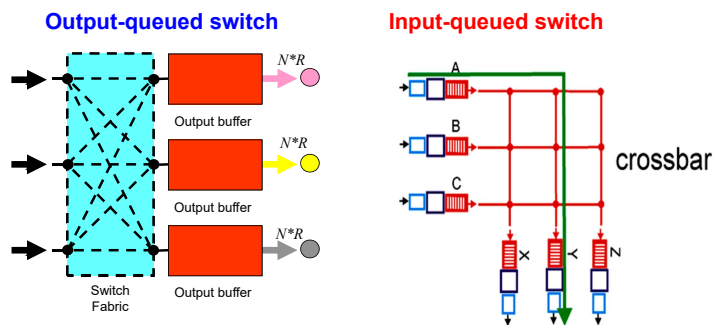 Output-queued switch
N*R
Output buffer
N*R
Output buffer
N*R
Output buffer
Switch
Fabric
Input-queued switch
A
B
C
crossbar
X
Y
Z